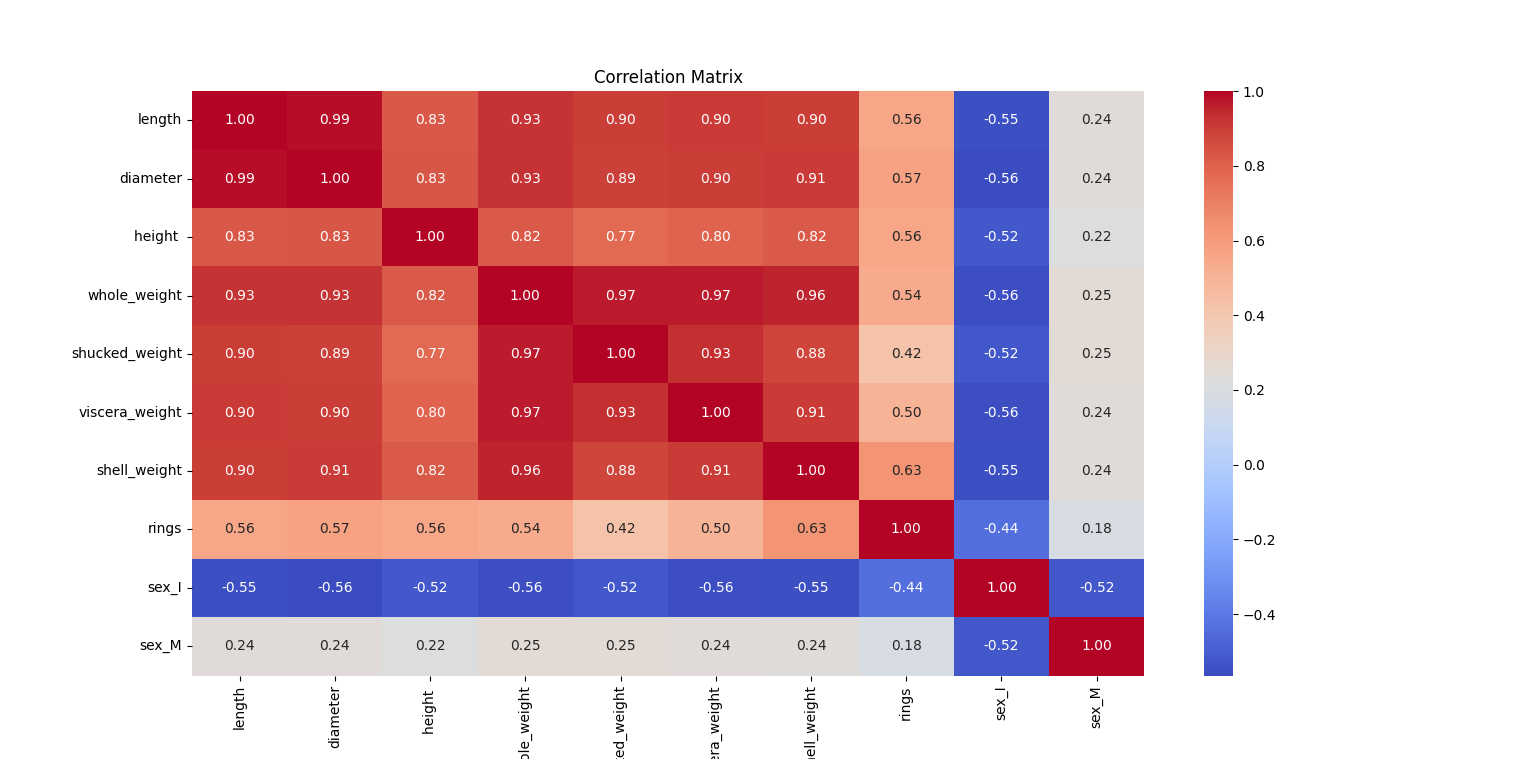 Correlation Matrix
length 1.00 0.99 0.83 0.93 0.90 0.90 0.90 0.56 -0.55 0.24
diameter 0.99 1.00 0.83 0.93 0.89 0.90 0.91 0.57 -0.56 0.24
height 0.83 0.83 1.00 0.82 0.77 0.80 0.82 0.56 -0.52 0.22
whole_weight 0.93 0.93 0.82 1.00 0.97 0.97 0.96 0.54 -0.56 0.25
shucked_weight 0.90 0.89 0.77 0.97 1.00 0.93 0.88 0.42 -0.52 0.25
viscera_weight 0.90 0.90 0.80 0.97 0.93 1.00 0.91 0.50 -0.56 0.24
shell_weight 0.90 0.91 0.82 0.96 0.88 0.91 1.00 0.63 -0.55 0.24
rings 0.56 0.57 0.56 0.54 0.42 0.50 0.63 1.00 -0.44 0.18
sex_I -0.55 -0.56 -0.52 -0.56 -0.52 -0.56 -0.55 -0.44 1.00 -0.52
sex_M 0.24 0.24 0.22 0.25 0.25 0.24 0.24 0.18 -0.52 1.00
length
diameter
height
ole_weight
ed_weight
era_weight
ell_weight
rings
sex_I
sex_M
1.0
0.8
0.6
0.4
0.2
0.0
−0.2
−0.4